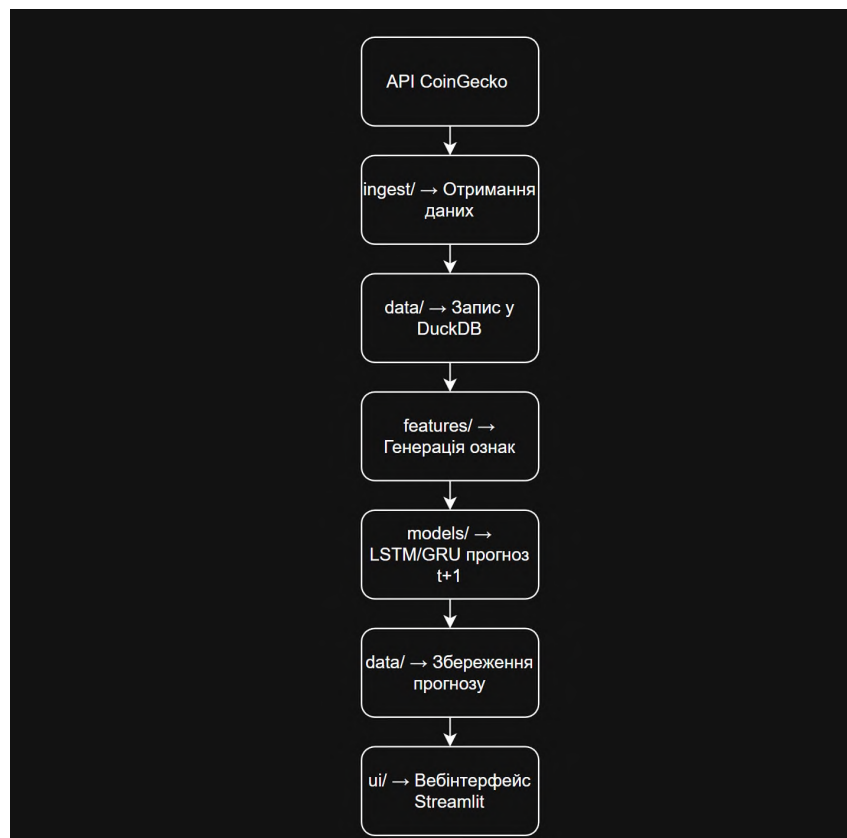 API CoinGecko
ingest/ → Отримання
даних
data/ → Запис у
DuckDB
features/ →
Генерація ознак
models/ →
LSTM/GRU прогноз
t+1
data/ → Збереження
прогнозу
ui/ → Вебінтерфейс
Streamlit